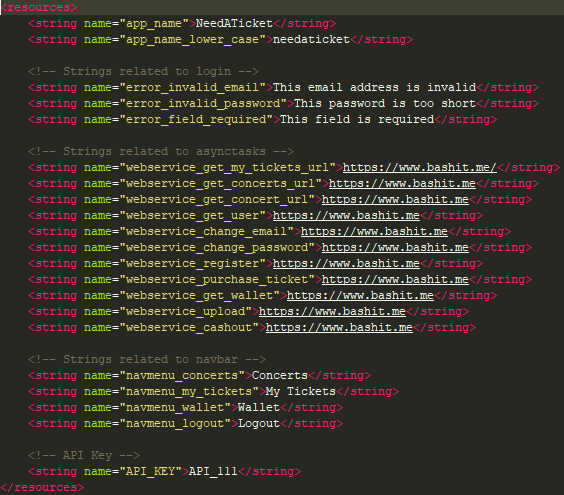 <resources>
<string name="app_name">NeedATicket</string>
<string name="app_name_lower_case">needaticket</string>
<!-- Strings related to login -->
<string name="error_invalid_email">This email address is invalid</string>
<string name="error_invalid_password">This password is too short</string>
<string name="error_field_required">This field is required</string>
<!-- Strings related to asynctasks -->
<string name="webservice_get_my_tickets_url">https://www.bashit.me/</string>
<string name="webservice_get_concerts_url">https://www.bashit.me</string>
<string name="webservice_get_concert_url">https://www.bashit.me</string>
<string name="webservice_get_user">https://www.bashit.me</string>
<string name="webservice_change_email">https://www.bashit.me</string>
<string name="webservice_change_password">https://www.bashit.me</string>
<string name="webservice_register">https://www.bashit.me</string>
<string name="webservice_purchase_ticket">https://www.bashit.me</string>
<string name="webservice_get_wallet">https://www.bashit.me</string>
<string name="webservice_upload">https://www.bashit.me</string>
<string name="webservice_cashout">https://www.bashit.me</string>
<!-- Strings related to navbar -->
<string name="navmenu_concerts">Concerts</string>
<string name="navmenu_my_tickets">My Tickets</string>
<string name="navmenu_wallet">Wallet</string>
<string name="navmenu_logout">Logout</string>
<!-- API Key -->
<string name="API_KEY">API_111</string>
</resources>